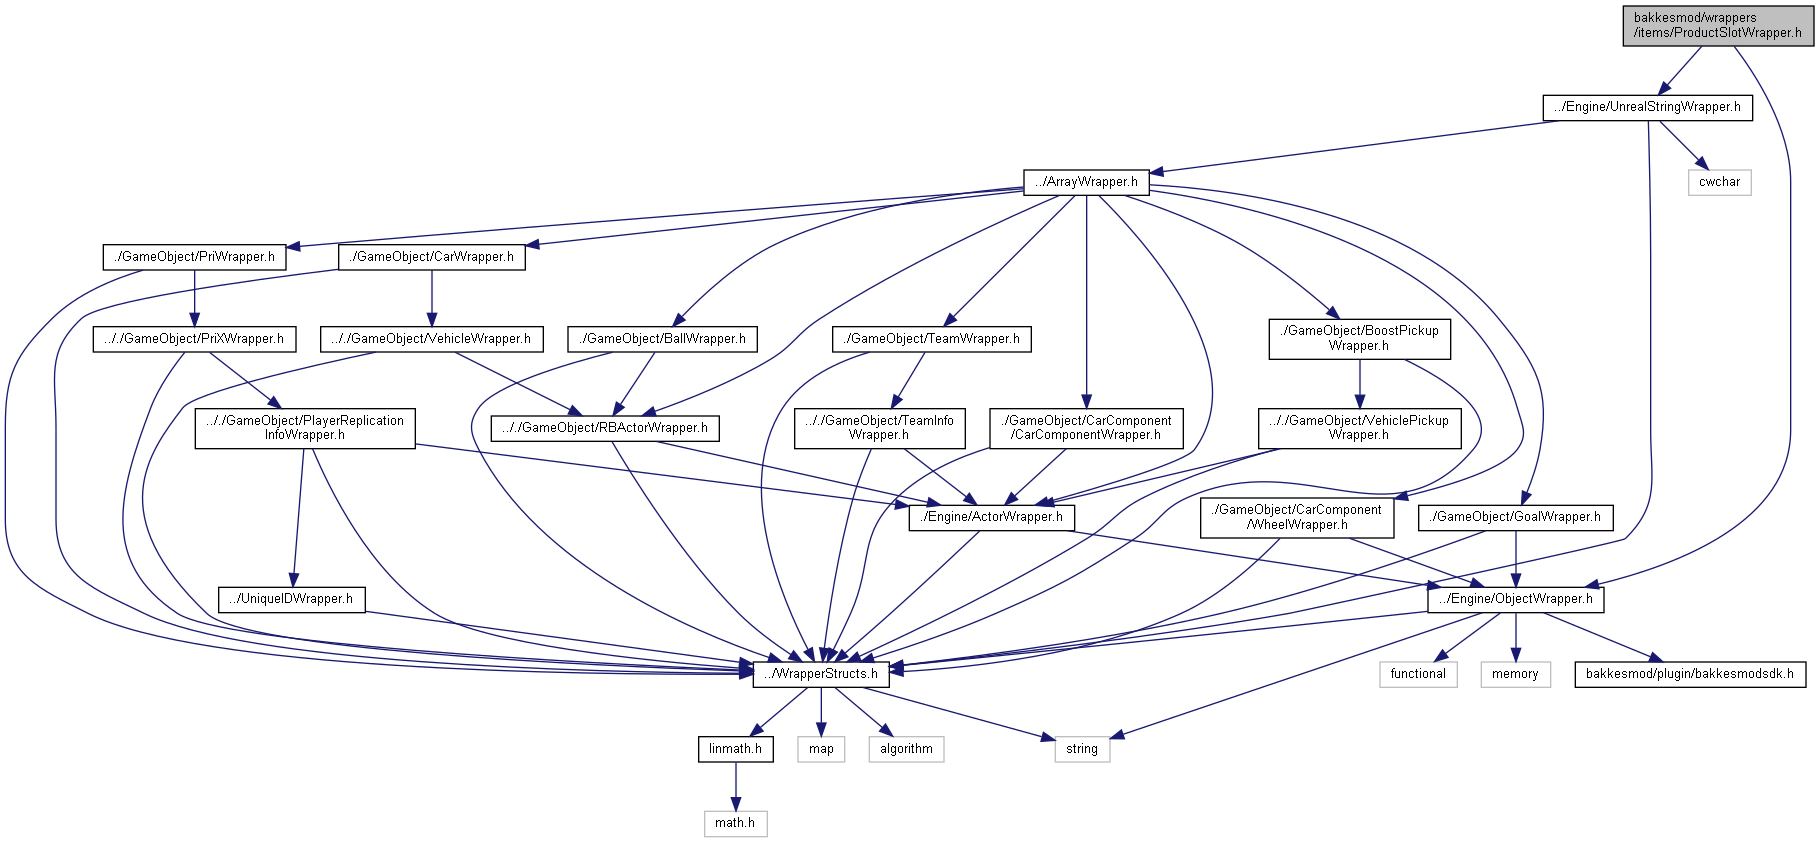 bakkesmod/wrappers
/items/ProductSlotWrapper.h
../Engine/UnrealStringWrapper.h
../ArrayWrapper.h
cwchar
./GameObject/PriWrapper.h
./GameObject/CarWrapper.h
.././GameObject/PriXWrapper.h
.././GameObject/VehicleWrapper.h
./GameObject/BallWrapper.h
./GameObject/TeamWrapper.h
./GameObject/BoostPickup
Wrapper.h
.././GameObject/PlayerReplication
InfoWrapper.h
.././GameObject/RBActorWrapper.h
.././GameObject/TeamInfo
Wrapper.h
./GameObject/CarComponent
/CarComponentWrapper.h
.././GameObject/VehiclePickup
Wrapper.h
./Engine/ActorWrapper.h
./GameObject/CarComponent
/WheelWrapper.h
./GameObject/GoalWrapper.h
../UniqueIDWrapper.h
../Engine/ObjectWrapper.h
../WrapperStructs.h
functional
memory
bakkesmod/plugin/bakkesmodsdk.h
linmath.h
map
algorithm
string
math.h